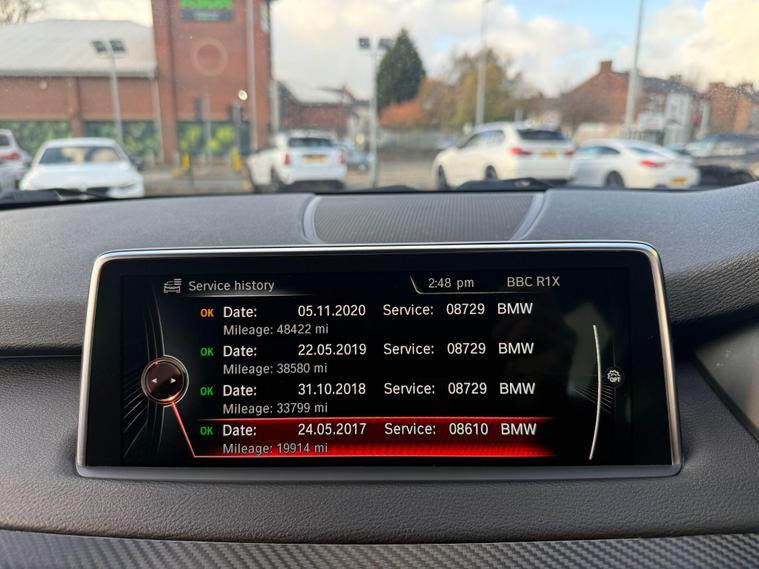 Service history 2:48 pm BBC R1X
OK Date: 05.11.2020 Service: 08729 BMW
Mileage: 48422 mi
OK Date: 22.05.2019 Service: 08729 BMW
Mileage: 38580 mi
OK Date: 31.10.2018 Service: 08729 BMW
Mileage: 33799 mi
OK Date: 24.05.2017 Service: 08610 BMW
Mileage: 19914 mi
OPT